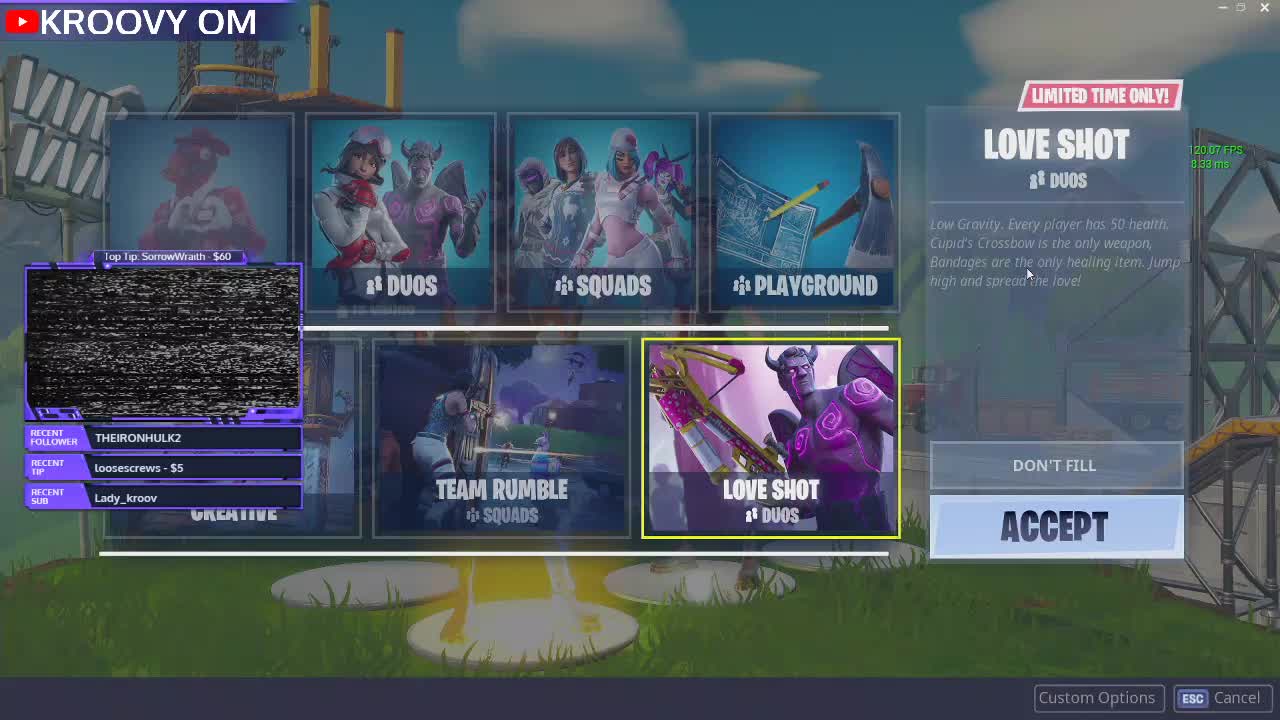 KROOVY OM
LIMITED TIME ONLY!
LOVE SHOT
DUOS
120.07 FPS
8.33 ms
Low Gravity. Every player has 50 health.
Cupid's Crossbow is the only weapon,
Bandages are the only healing item. Jump
high and spread the love!
DUOS
SQUADS
PLAYGROUND
Top Tip: SorrowWraith - $60
RECENT
FOLLOWER
THEIRONHULK2
RECENT
TIP
loosescrews - $5
RECENT
SUB
Lady_kroov
CREATIVE
TEAM RUMBLE
SQUADS
LOVE SHOT
DUOS
DON'T FILL
ACCEPT
Custom Options
ESC Cancel